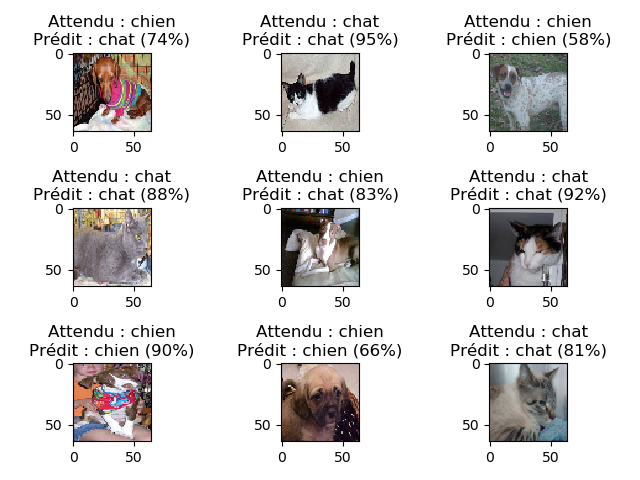 Attendu : chien
Prédit : chat (74%)
0
50
0
50
Attendu : chat
Prédit : chat (95%)
0
50
0
50
Attendu : chien
Prédit : chien (58%)
0
50
0
50
Attendu : chat
Prédit : chat (88%)
0
50
0
50
Attendu : chien
Prédit : chat (83%)
0
50
0
50
Attendu : chat
Prédit : chat (92%)
0
50
0
50
Attendu : chien
Prédit : chien (90%)
0
50
0
50
Attendu : chien
Prédit : chien (66%)
0
50
0
50
Attendu : chat
Prédit : chat (81%)
0
50
0
50